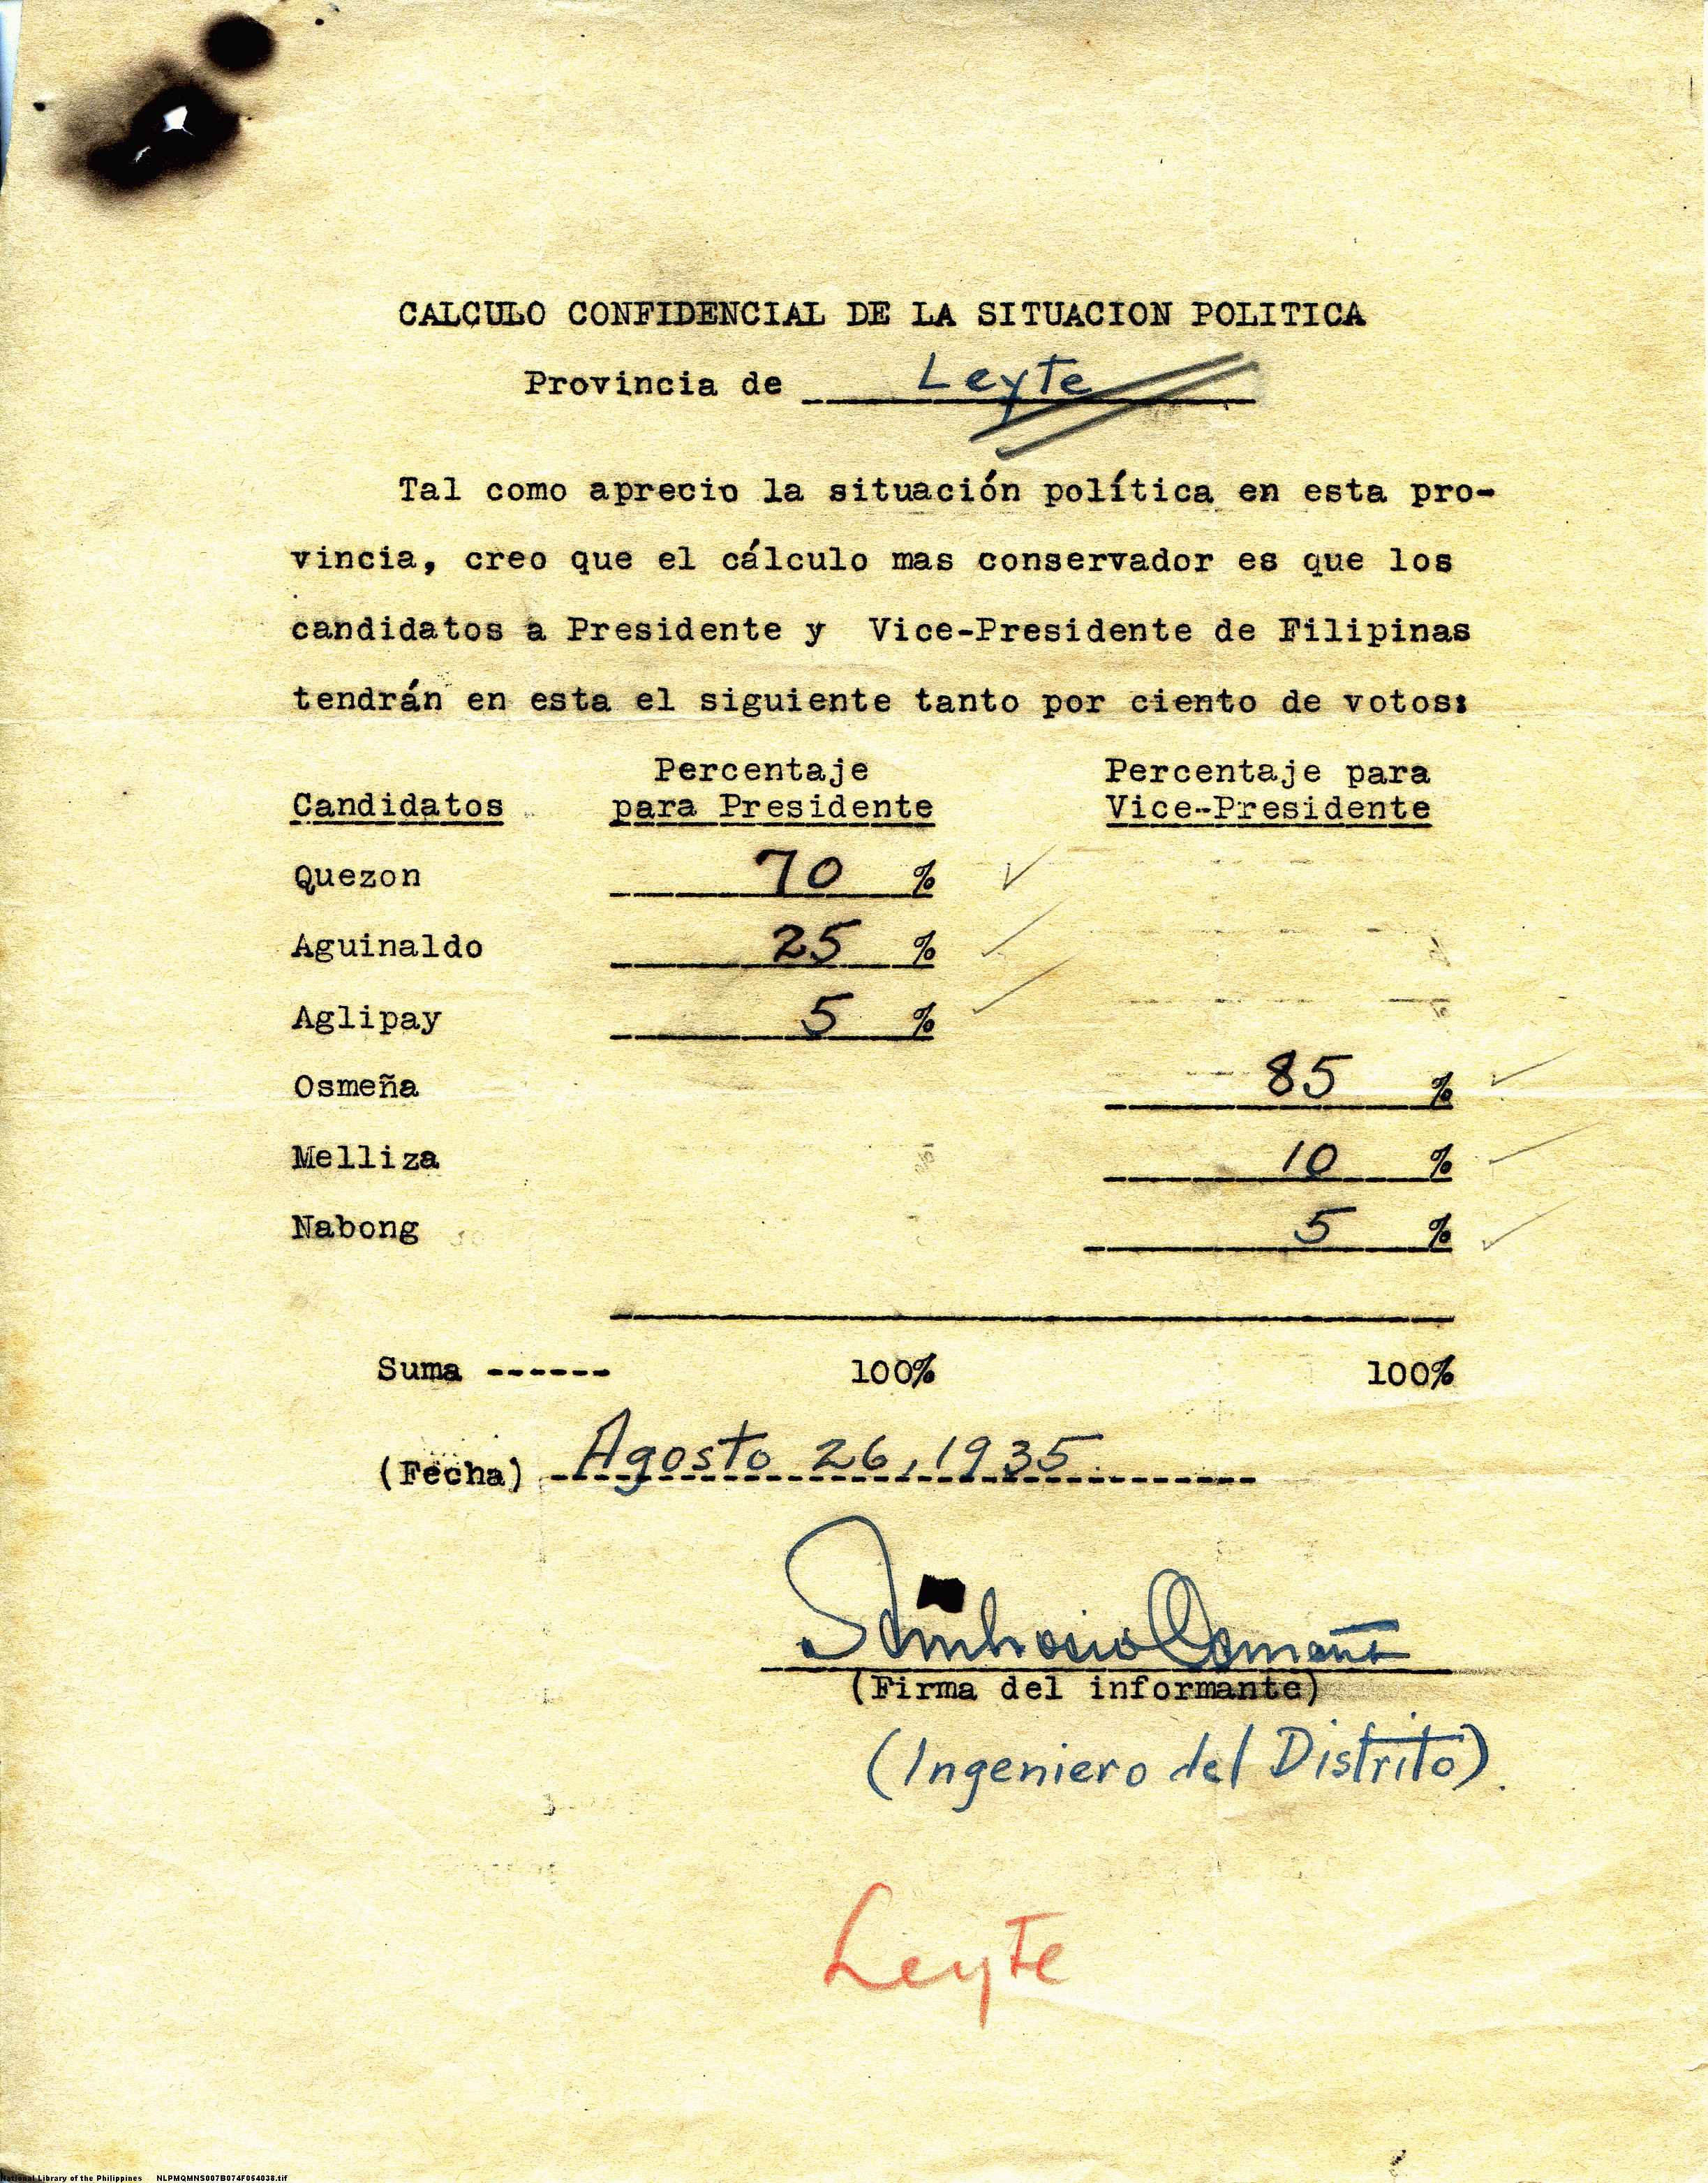 CALCULO CONFIDENCIAL DE LA SITUACION POLITICA
Provincia de Leyte
Tal como aprecio la situación política en esta pro-
vincia, creo que el cálculo mas conservador es que los
candidatos a Presidente y Vice-Presidente de Filipinas
tendrán en esta el siguiente tanto por ciento de votos:
Percentaje Percentaje para
Candidatos para Presidente Vice-Presidente
Quezon 70 %
Aguinaldo 25 %
Aglipay 5 %
Osmeña 85 %
Melliza 10 %
Nabong 5 %
Suma ------ 100% 100%
(Fecha) Agosto 26, 1935
(Firma del informante)
(Ingeniero del Distrito).
Leyte
National Library of the Philippines NLPMQMNS007B074F054038.tif